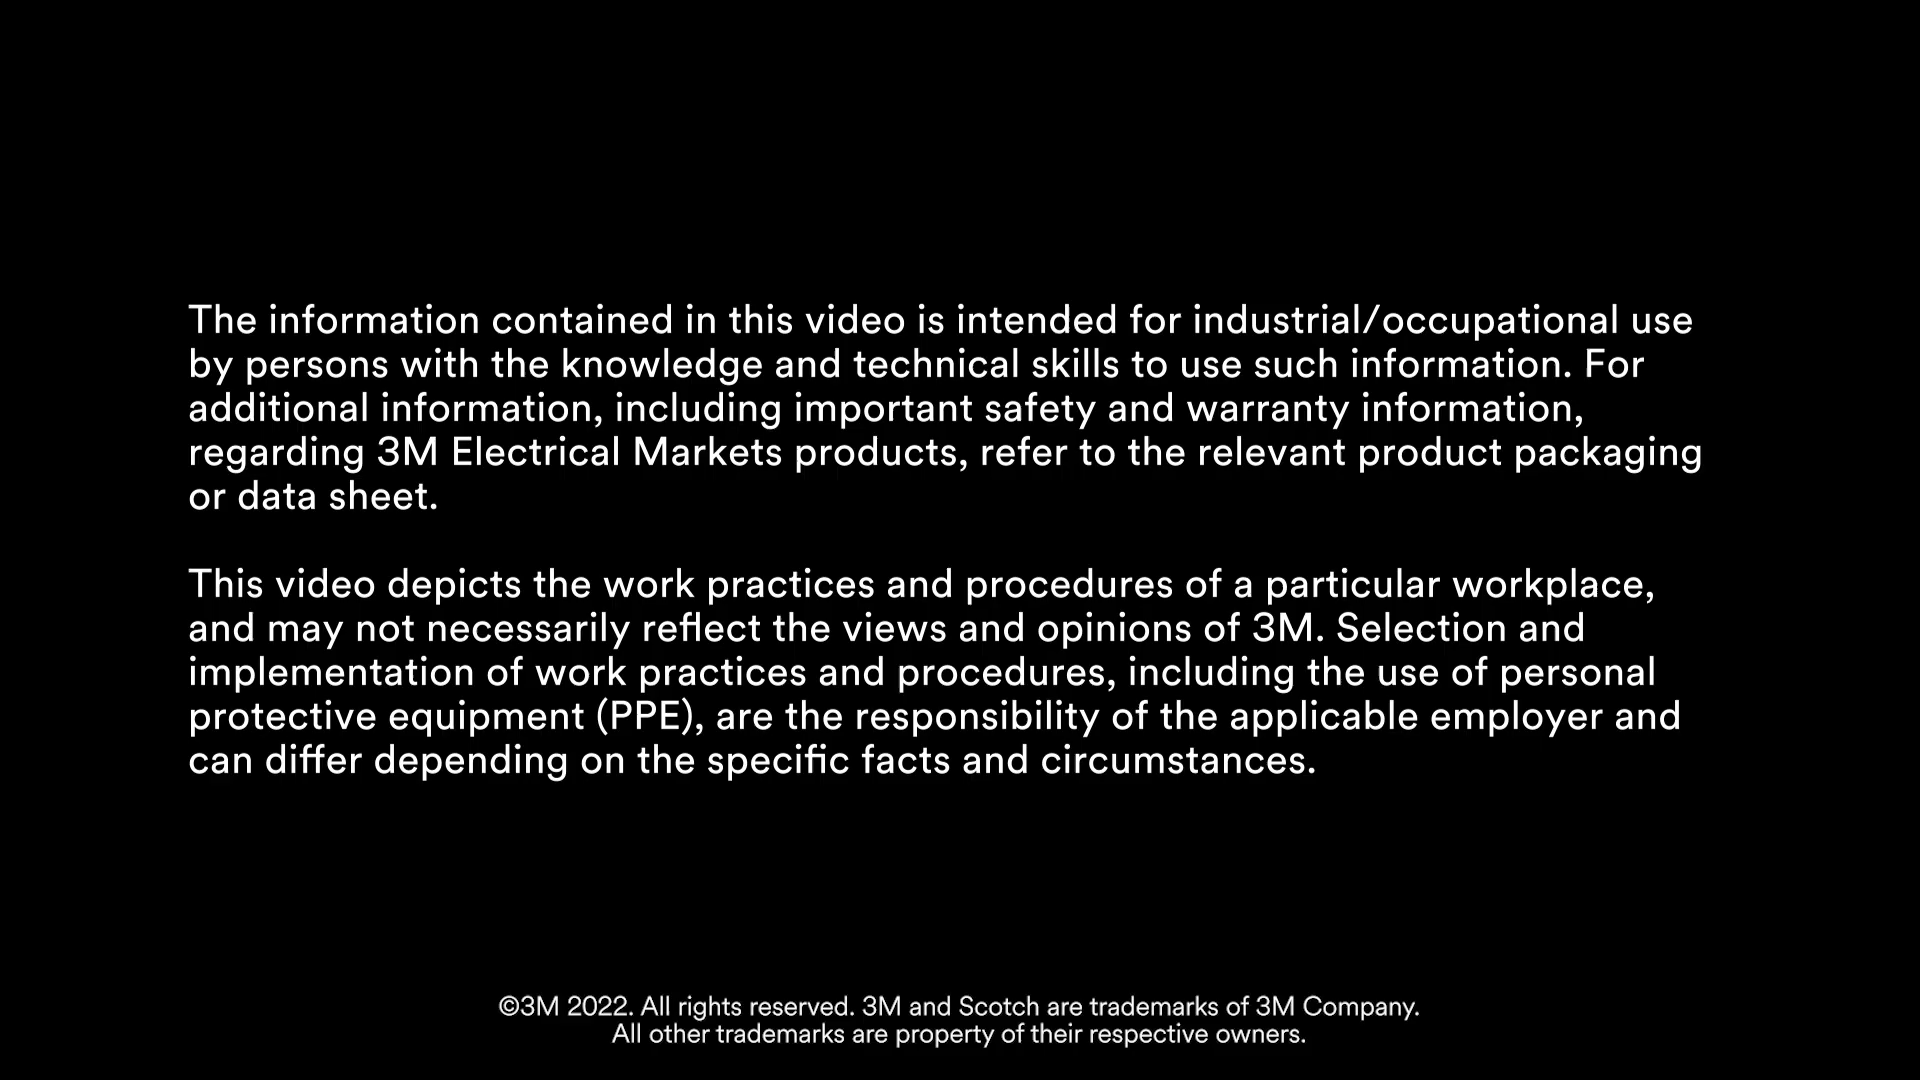 The information contained in this video is intended for industrial/occupational use
by persons with the knowledge and technical skills to use such information. For
additional information, including important safety and warranty information,
regarding 3M Electrical Markets products, refer to the relevant product packaging
or data sheet.
This video depicts the work practices and procedures of a particular workplace,
and may not necessarily reflect the views and opinions of 3M. Selection and
implementation of work practices and procedures, including the use of personal
protective equipment (PPE), are the responsibility of the applicable employer and
can differ depending on the specific facts and circumstances.
©3M 2022. All rights reserved. 3M and Scotch are trademarks of 3M Company.
All other trademarks are property of their respective owners.